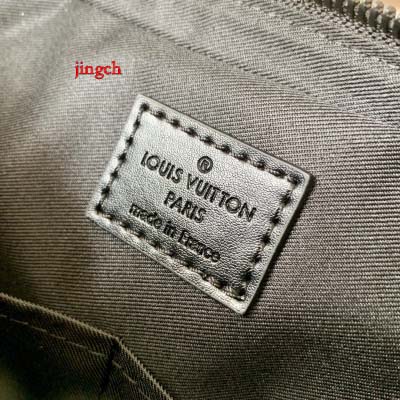 jingch
®
LOUIS VUITTON
PARIS
made in France